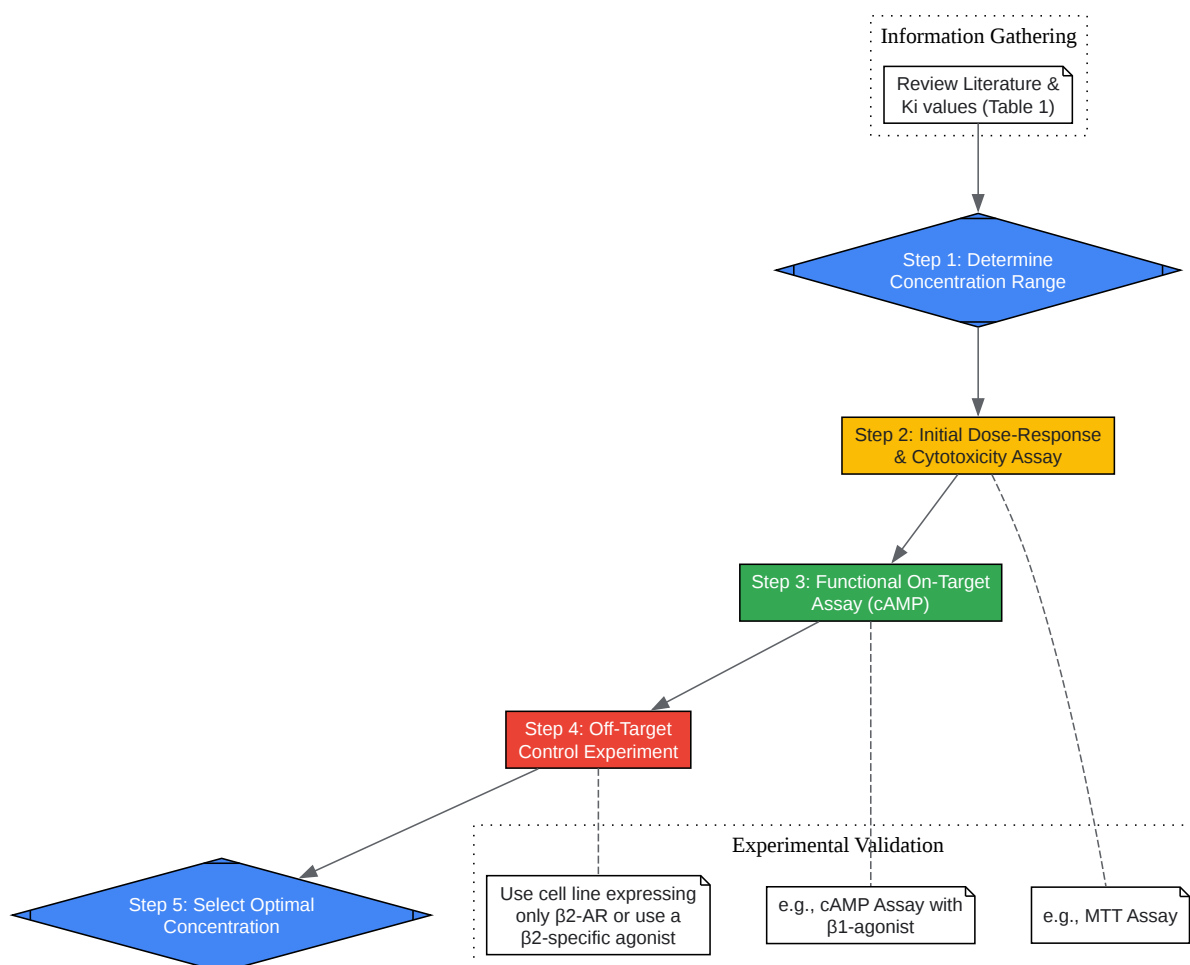 Information Gathering
Review Literature &
Ki values (Table 1)
Step 1: Determine
Concentration Range
Step 2: Initial Dose-Response
& Cytotoxicity Assay
Step 3: Functional On-Target
Assay (cAMP)
Step 4: Off-Target
Control Experiment
Experimental Validation
Step 5: Select Optimal
Concentration
Use cell line expressing
only β2-AR or use a
β2-specific agonist
e.g., cAMP Assay with
β1-agonist
e.g., MTT Assay